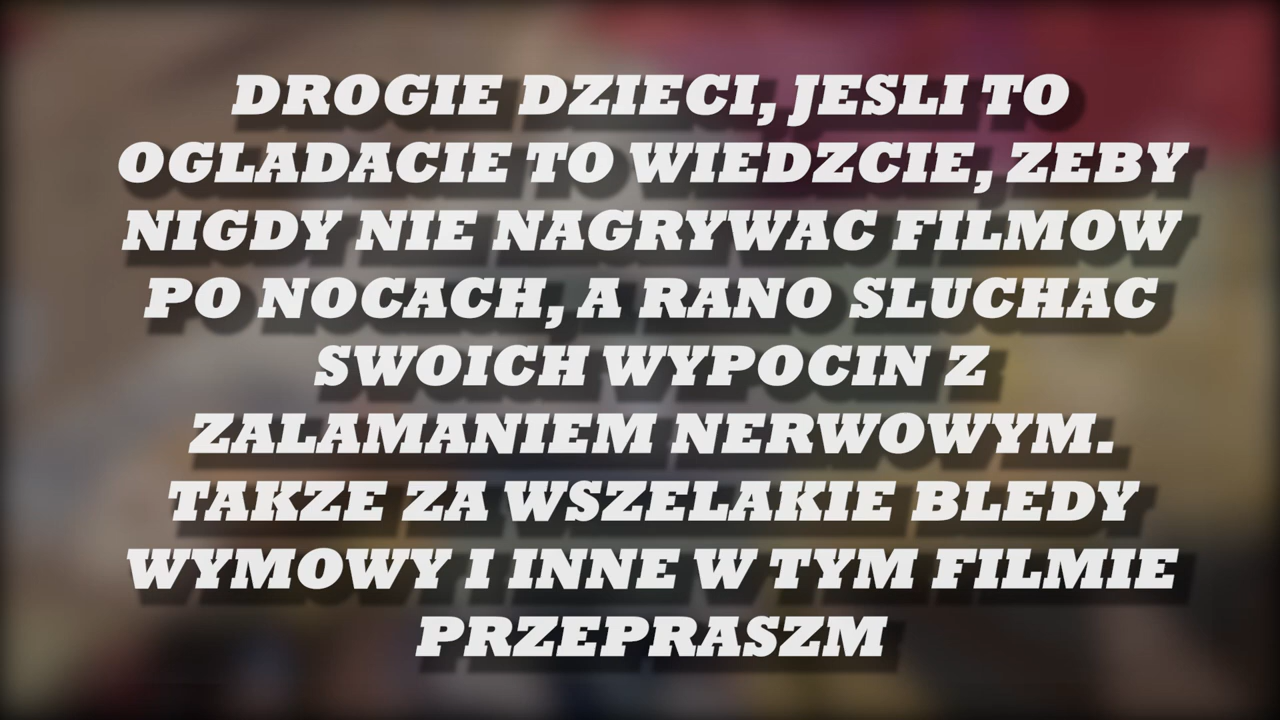 DROGIE DZIECI, JESLI TO
OGLADACIE TO WIEDZCIE, ZEBY
NIGDY NIE NAGRYWAC FILMOW
PO NOCACH, A RANO SLUCHAC
SWOICH WYPOCIN Z
ZALAMANIEM NERWOWYM.
TAKZE ZA WSZELAKIE BLEDY
WYMOWY I INNE W TYM FILMIE
PRZEPRASZM